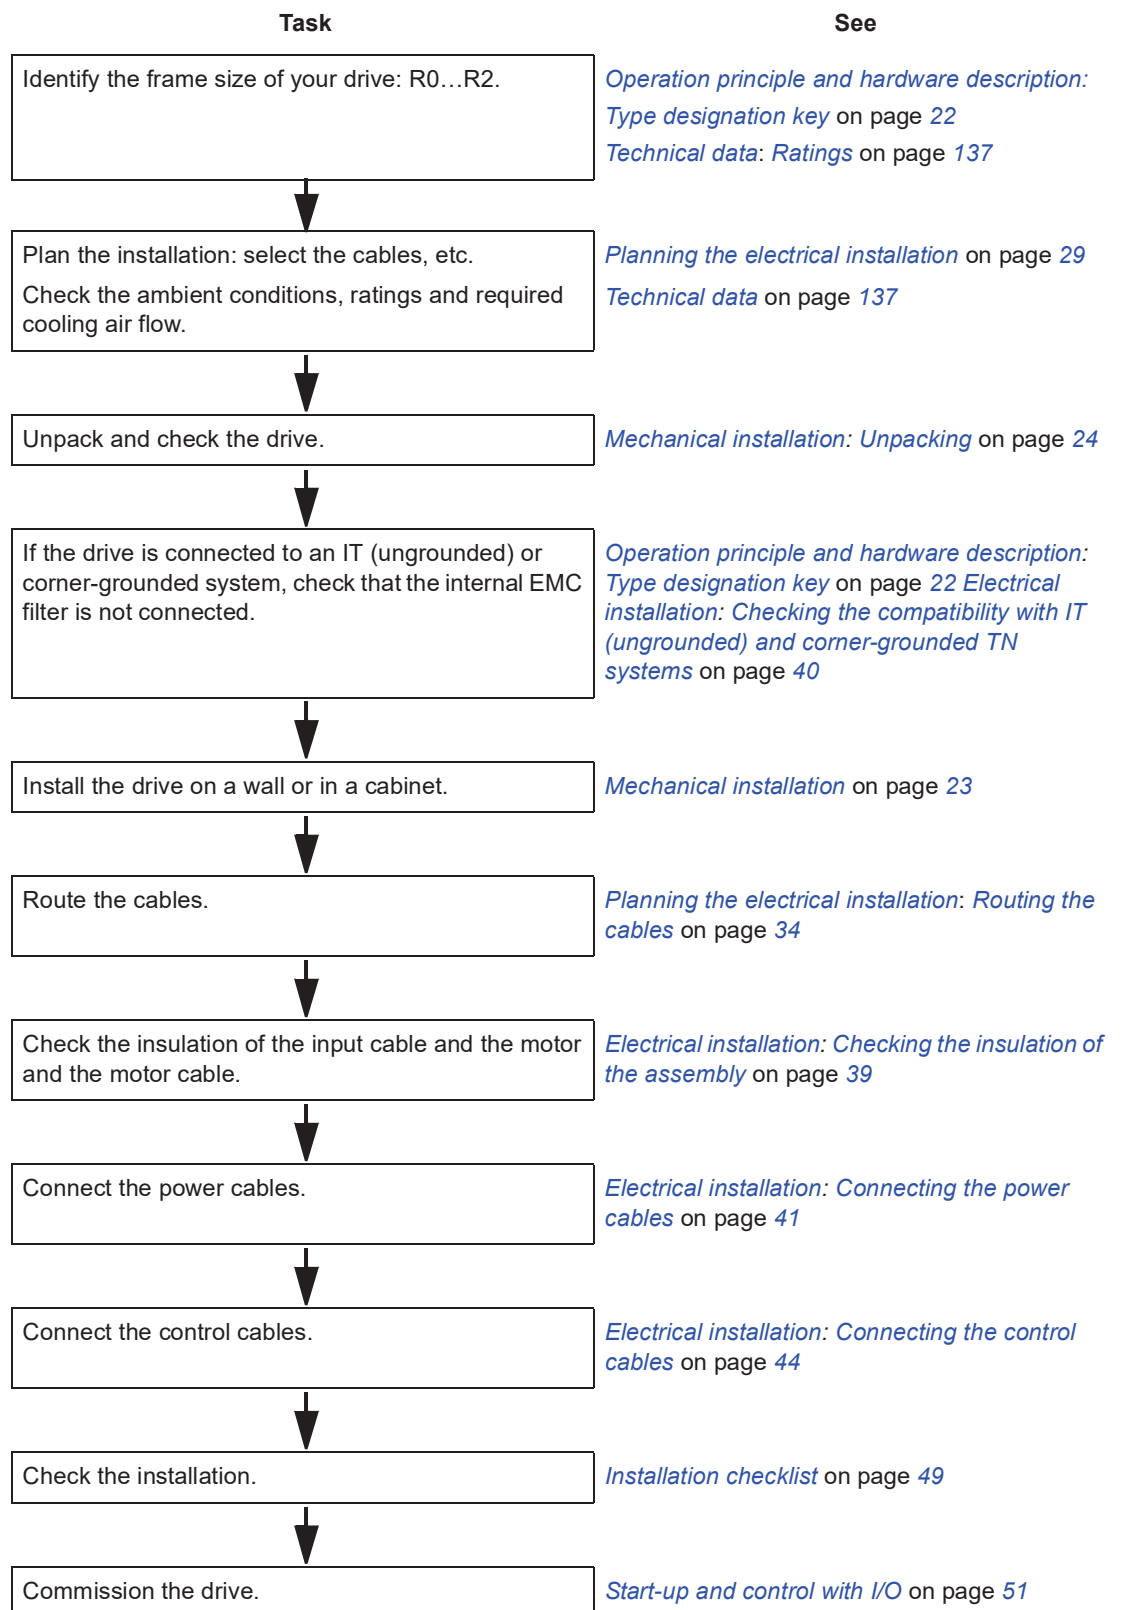 Task
See
Identify the frame size of your drive: R0…R2.
Operation principle and hardware description:
Type designation key on page 22
Technical data: Ratings on page 137
Plan the installation: select the cables, etc.
Check the ambient conditions, ratings and required
cooling air flow.
Planning the electrical installation on page 29
Technical data on page 137
Unpack and check the drive.
Mechanical installation: Unpacking on page 24
If the drive is connected to an IT (ungrounded) or
corner-grounded system, check that the internal EMC
filter is not connected.
Operation principle and hardware description:
Type designation key on page 22 Electrical
installation: Checking the compatibility with IT
(ungrounded) and corner-grounded TN
systems on page 40
Install the drive on a wall or in a cabinet.
Mechanical installation on page 23
Route the cables.
Planning the electrical installation: Routing the
cables on page 34
Check the insulation of the input cable and the motor
and the motor cable.
Electrical installation: Checking the insulation of
the assembly on page 39
Connect the power cables.
Electrical installation: Connecting the power
cables on page 41
Connect the control cables.
Electrical installation: Connecting the control
cables on page 44
Check the installation.
Installation checklist on page 49
Commission the drive.
Start-up and control with I/O on page 51